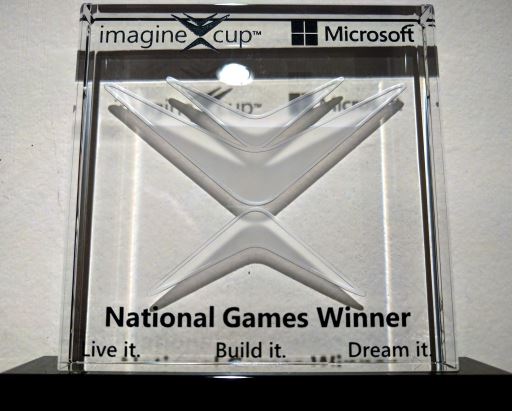 imagine cup™ Microsoft
National Games Winner
Live it. Build it. Dream it.